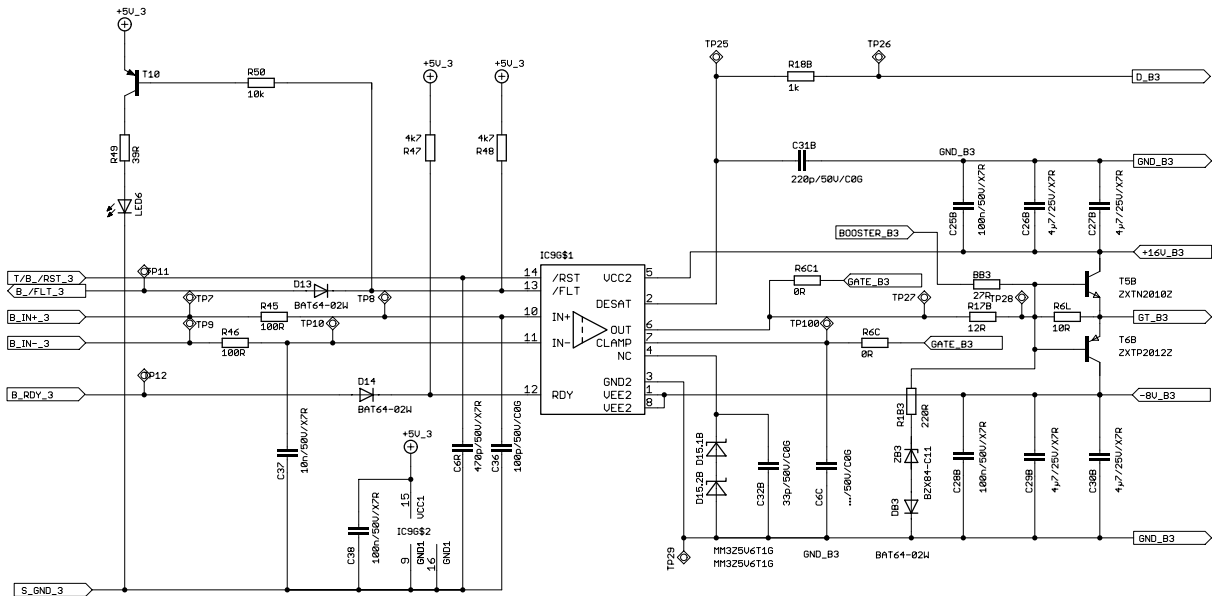 +5V_3
T10
R50
10k
+5V_3
+5V_3
4k7
R47
4k7
R48
R49
39R
LED6
TP25
TP26
R18B
1k
D_B3
C31B
220p/50V/C0G
GND_B3
GND_B3
C25B
100n/50V/X7R
C26B
4µ7/25V/X7R
C27B
4µ7/25V/X7R
BOOSTER_B3
+16V_B3
IC9G$1
T/B_/RST_3
TP11
14
/RST
VCC2
5
B_/FLT_3
D13
BAT64-02W
13
/FLT
DESAT
2
R6C1
0R
GATE_B3
BB3
27R
T5B
ZXTN2010Z
TP7
TP8
B_IN+_3
R45
100R
10
IN+
OUT
6
TP27
TP28
R17B
12R
R6L
10R
GT_B3
TP9
TP10
B_IN-_3
R46
100R
11
IN-
CLAMP
7
TP100
R6C
0R
GATE_B3
T6B
ZXTP2012Z
NC
4
TP12
B_RDY_3
D14
BAT64-02W
12
RDY
GND2
3
VEE2
1
VEE2
8
-8V_B3
R1B3
220R
C37
10n/50V/X7R
+5V_3
C6R
470p/50V/X7R
C36
100p/50V/C0G
D15.1B
D15.2B
C32B
33p/50V/C0G
C6C
.../50V/C0G
ZB3
BZX84-C11
DB3
BAT64-02W
C28B
100n/50V/X7R
C29B
4µ7/25V/X7R
C30B
4µ7/25V/X7R
C38
100n/50V/X7R
15
VCC1
IC9G$2
9
GND1
16
GND1
TP29
MM3Z5V6T1G
MM3Z5V6T1G
GND_B3
GND_B3
S_GND_3